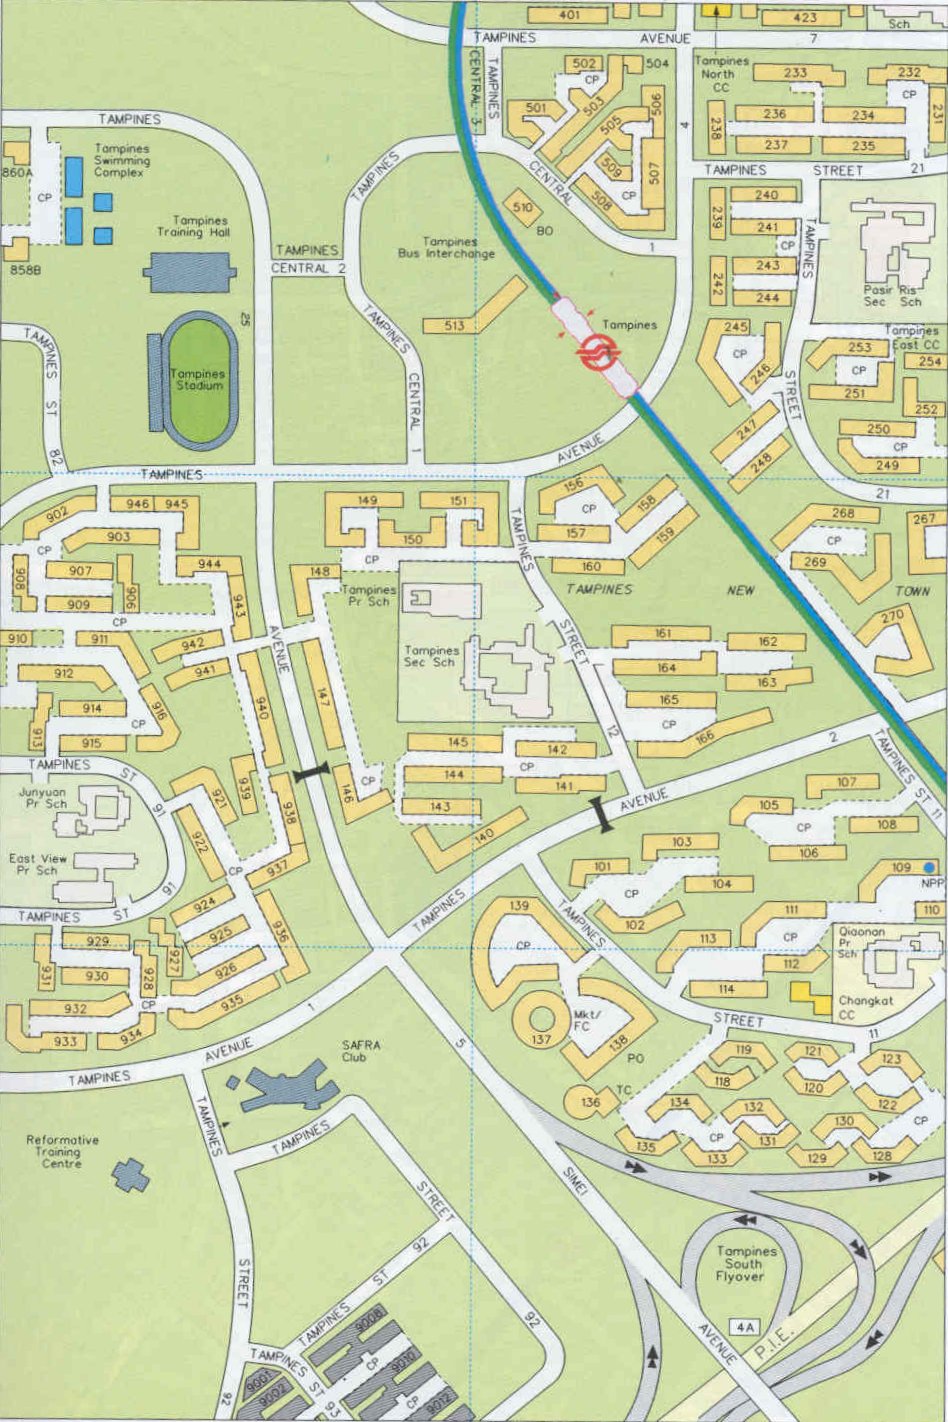 401
423
Sch
TAMPINES AVENUE 7
CENTRAL 3
TAMPINES
502
504
CP
503
501
505
506
507
509
508
CP
Tampines
North
CC
4
233
232
CP
236
234
231
238
237
235
TAMPINES STREET 21
TAMPINES
860A
CP
Tampines
Swimming
Complex
858B
Tampines
Training Hall
TAMPINES
CENTRAL
1
510
BO
Tampines
Bus Interchange
TAMPINES
CENTRAL 2
513
Tampines
TAMPINES
CENTRAL 1
239
240
241
CP
243
242
244
TAMPINES
STREET
21
Pasir Ris
Sec Sch
Tampines
East CC
245
CP
246
247
248
253
254
CP
251
252
250
CP
249
25
Tampines
Stadium
TAMPINES ST 82
TAMPINES
AVENUE
902
946
945
903
CP
944
908
907
906
909
943
CP
910
911
942
941
912
914
916
CP
913
915
940
149
151
150
CP
148
Tampines
Pr Sch
TAMPINES
STREET
12
156
CP
158
157
159
160
TAMPINES NEW TOWN
268
267
CP
269
270
Tampines
Sec Sch
161
162
164
163
165
CP
166
AVENUE
147
146
CP
145
142
144
CP
141
143
140
TAMPINES AVENUE 2
TAMPINES ST 11
TAMPINES ST 91
Junyuan
Pr Sch
East View
Pr Sch
91
TAMPINES ST
921
939
938
922
CP
937
924
925
936
926
935
929
927
931
930
928
CP
932
933
934
107
105
CP
108
106
103
101
104
CP
102
109
NPP
110
111
113
CP
112
114
Qiaonan
Pr
Sch
Changkat
CC
TAMPINES
STREET
11
139
CP
137
Mkt/
FC
138
PO
TC
136
119
118
121
120
123
122
CP
134
132
130
135
CP
131
133
129
128
TAMPINES AVENUE 1
5
SAFRA
Club
TAMPINES
STREET
92
TAMPINES
STREET
92
TAMPINES ST 92
Reformative
Training
Centre
SIMEI
AVENUE
Tampines
South
Flyover
4A
P.I.E.
TAMPINES ST 93
9008
CP
9010
9001
9002
CP
9012